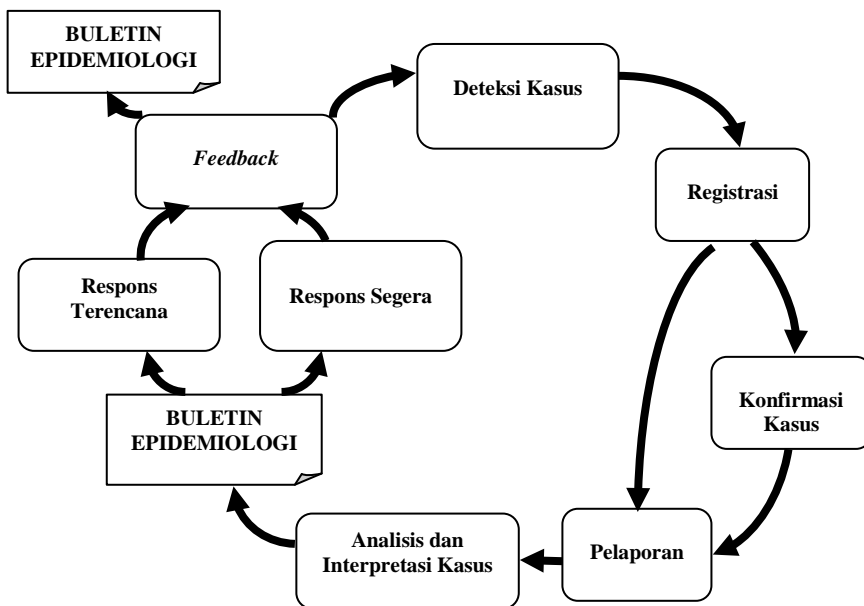 BULETIN
EPIDEMIOLOGI
Deteksi Kasus
Feedback
Registrasi
Respons
Terencana
Respons Segera
Konfirmasi
Kasus
BULETIN
EPIDEMIOLOGI
Analisis dan
Interpretasi Kasus
Pelaporan